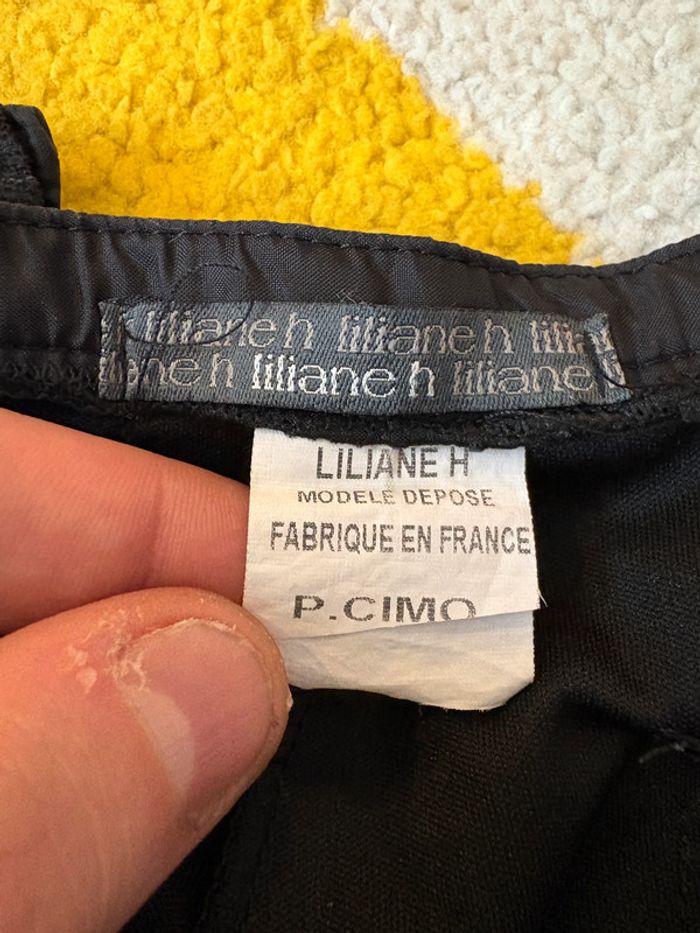 liliane h liliane h lilia
liane h liliane h liliane h
LILIANE H
MODELE DEPOSE
FABRIQUE EN FRANCE
P.CIMO